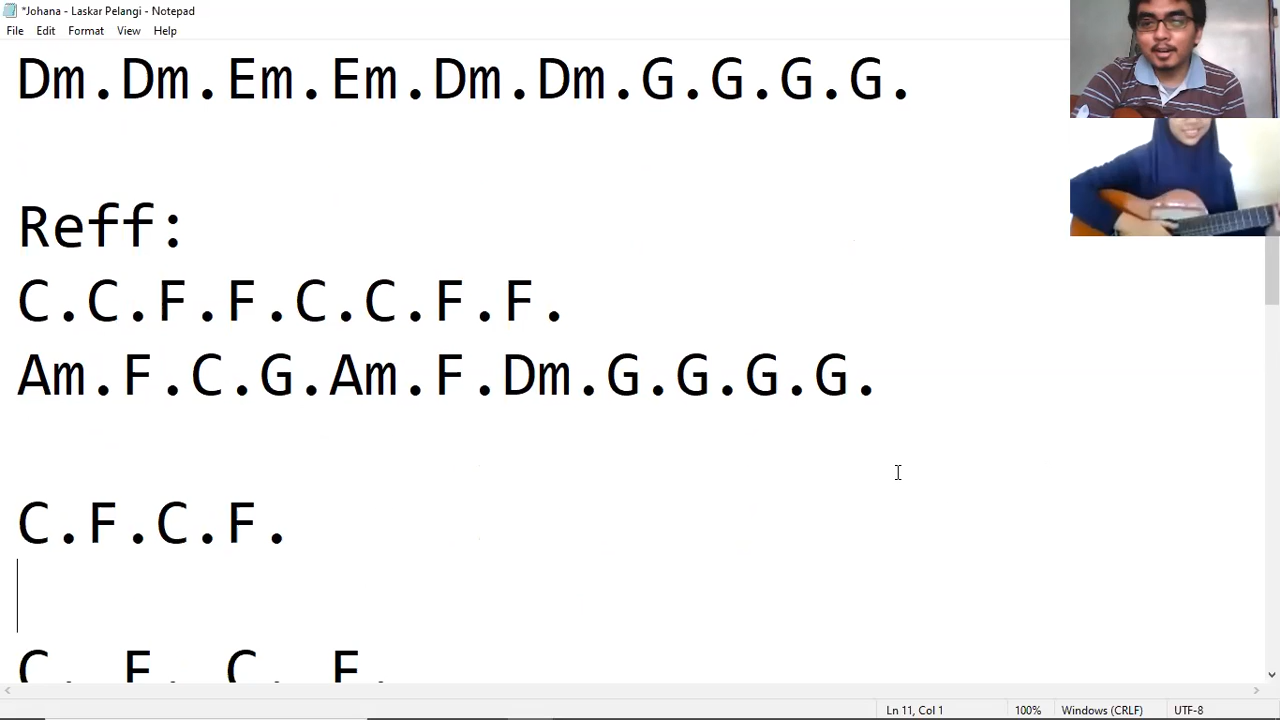 *Johana - Laskar Pelangi - Notepad
File Edit Format View Help
Dm.Dm.Em.Em.Dm.Dm.G.G.G.G.
Reff:
C.C.F.F.C.C.F.F.
Am.F.C.G.Am.F.Dm.G.G.G.G.
C.F.C.F.
C. F. C. F.
Ln 11, Col 1 100% Windows (CRLF) UTF-8